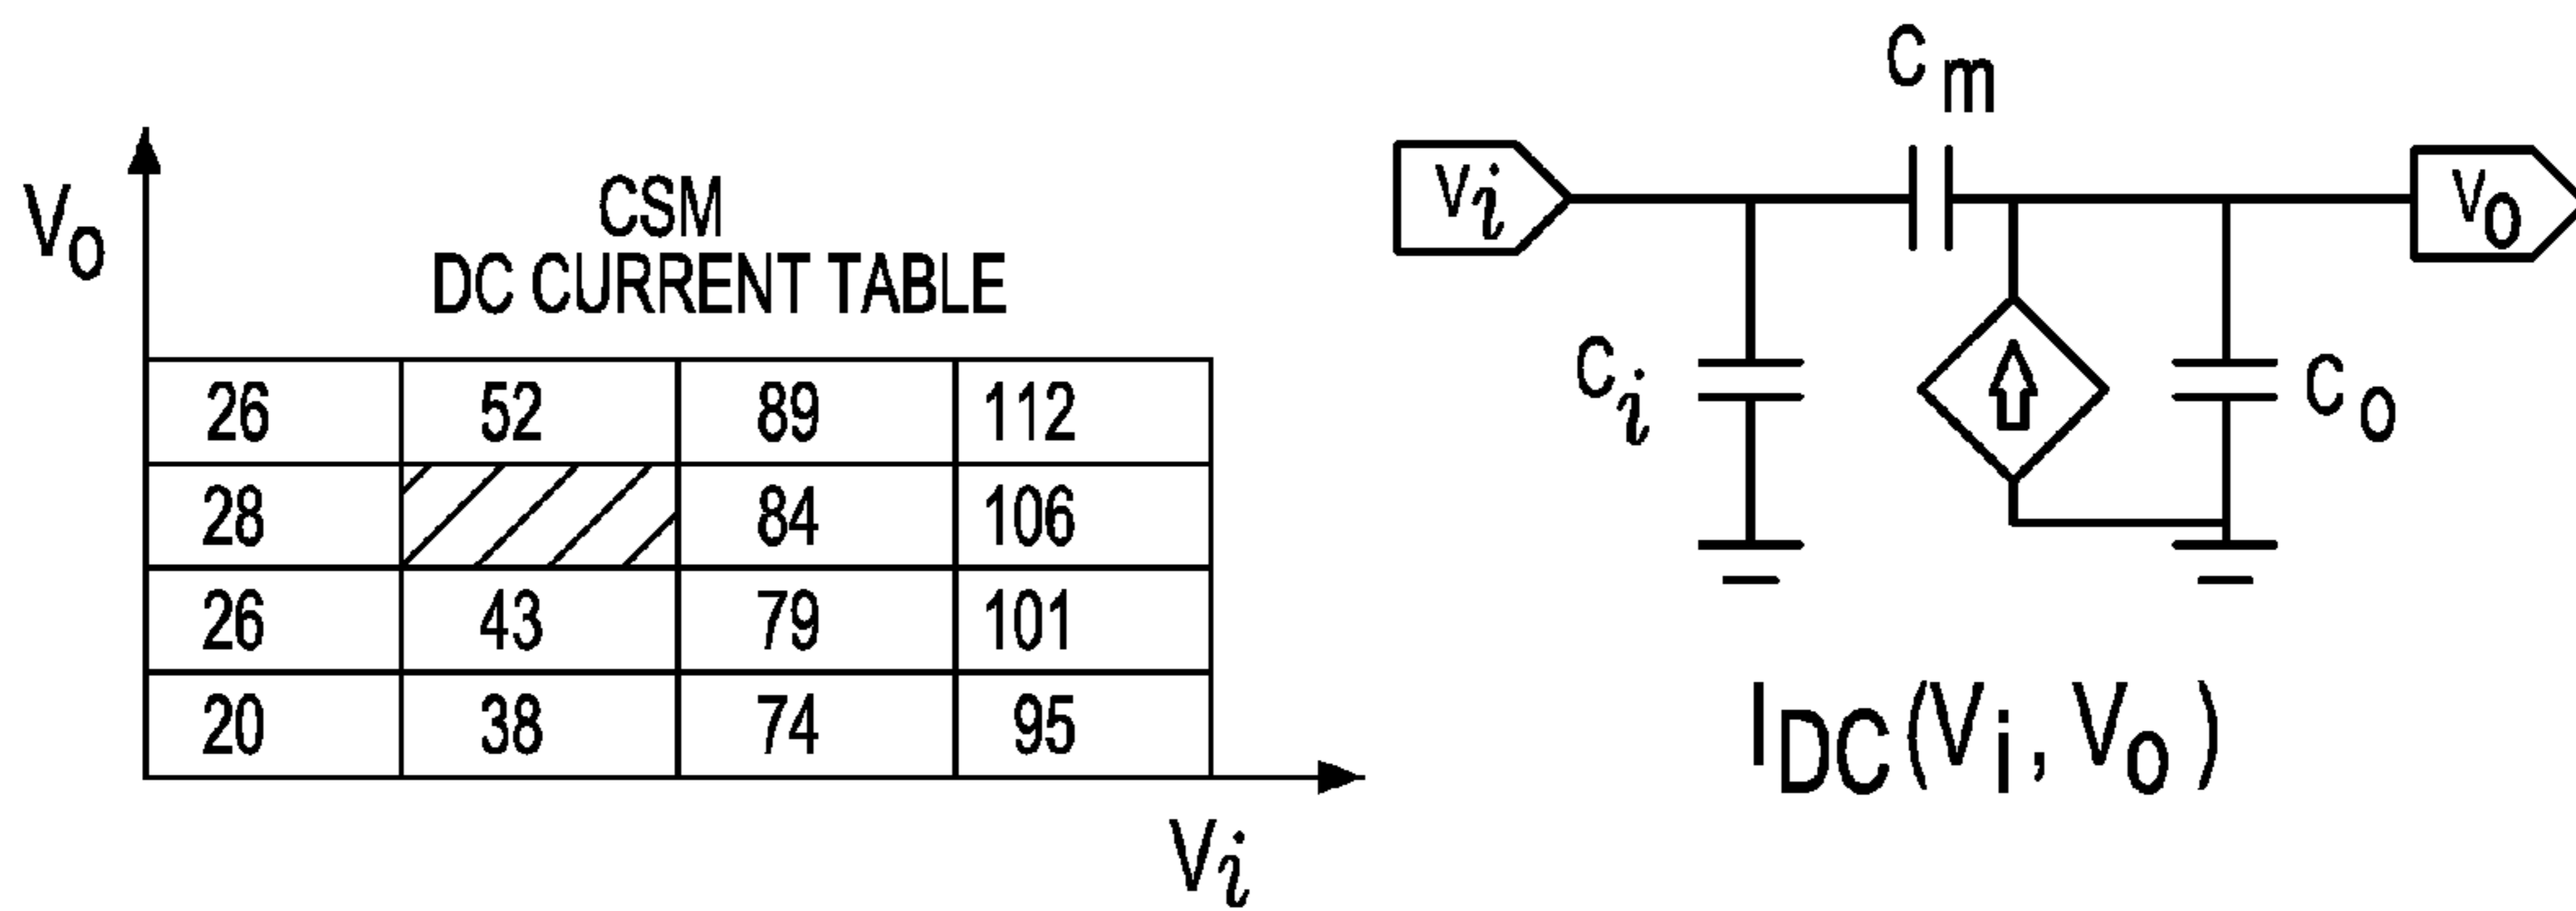 Vo
CSM
DC CURRENT TABLE
26 52 89 112
28 84 106
26 43 79 101
20 38 74 95
Vi
Cm
Vi
Vo
Ci
Co
IDC(Vi, Vo)